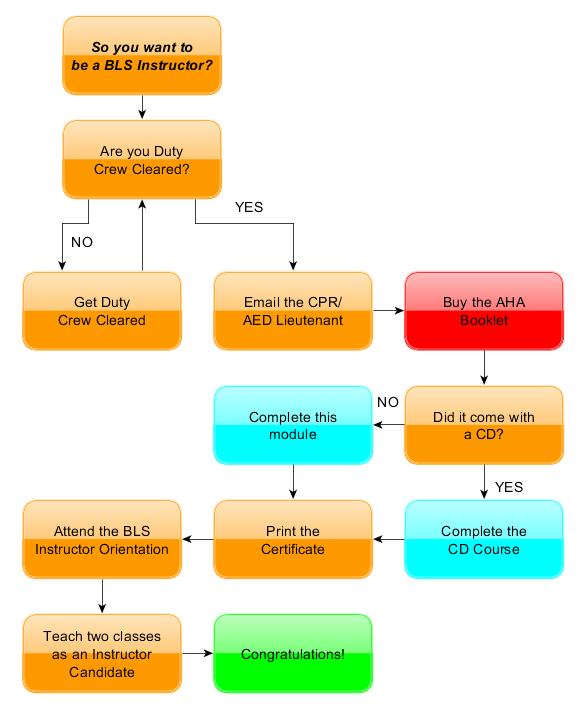 So you want to
be a BLS Instructor?
Are you Duty
Crew Cleared?
YES
NO
Get Duty
Crew Cleared
Email the CPR/
AED Lieutenant
Buy the AHA
Booklet
NO
Complete this
module
Did it come with
a CD?
YES
Attend the BLS
Instructor Orientation
Print the
Certificate
Complete the
CD Course
Teach two classes
as an Instructor
Candidate
Congratulations!